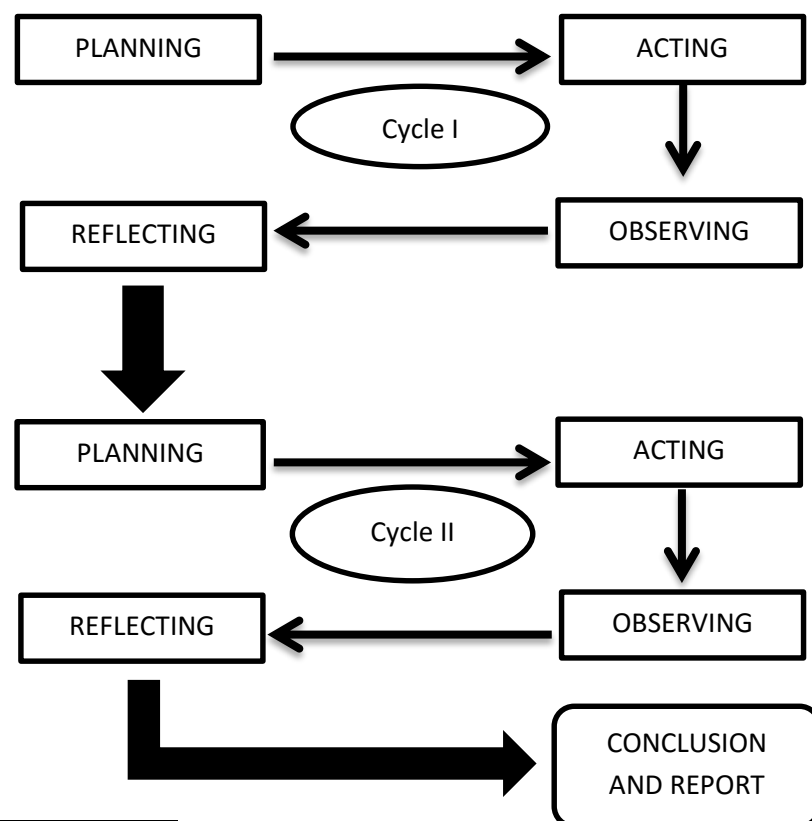 PLANNING
ACTING
Cycle I
REFLECTING
OBSERVING
PLANNING
ACTING
Cycle II
REFLECTING
OBSERVING
CONCLUSION
AND REPORT